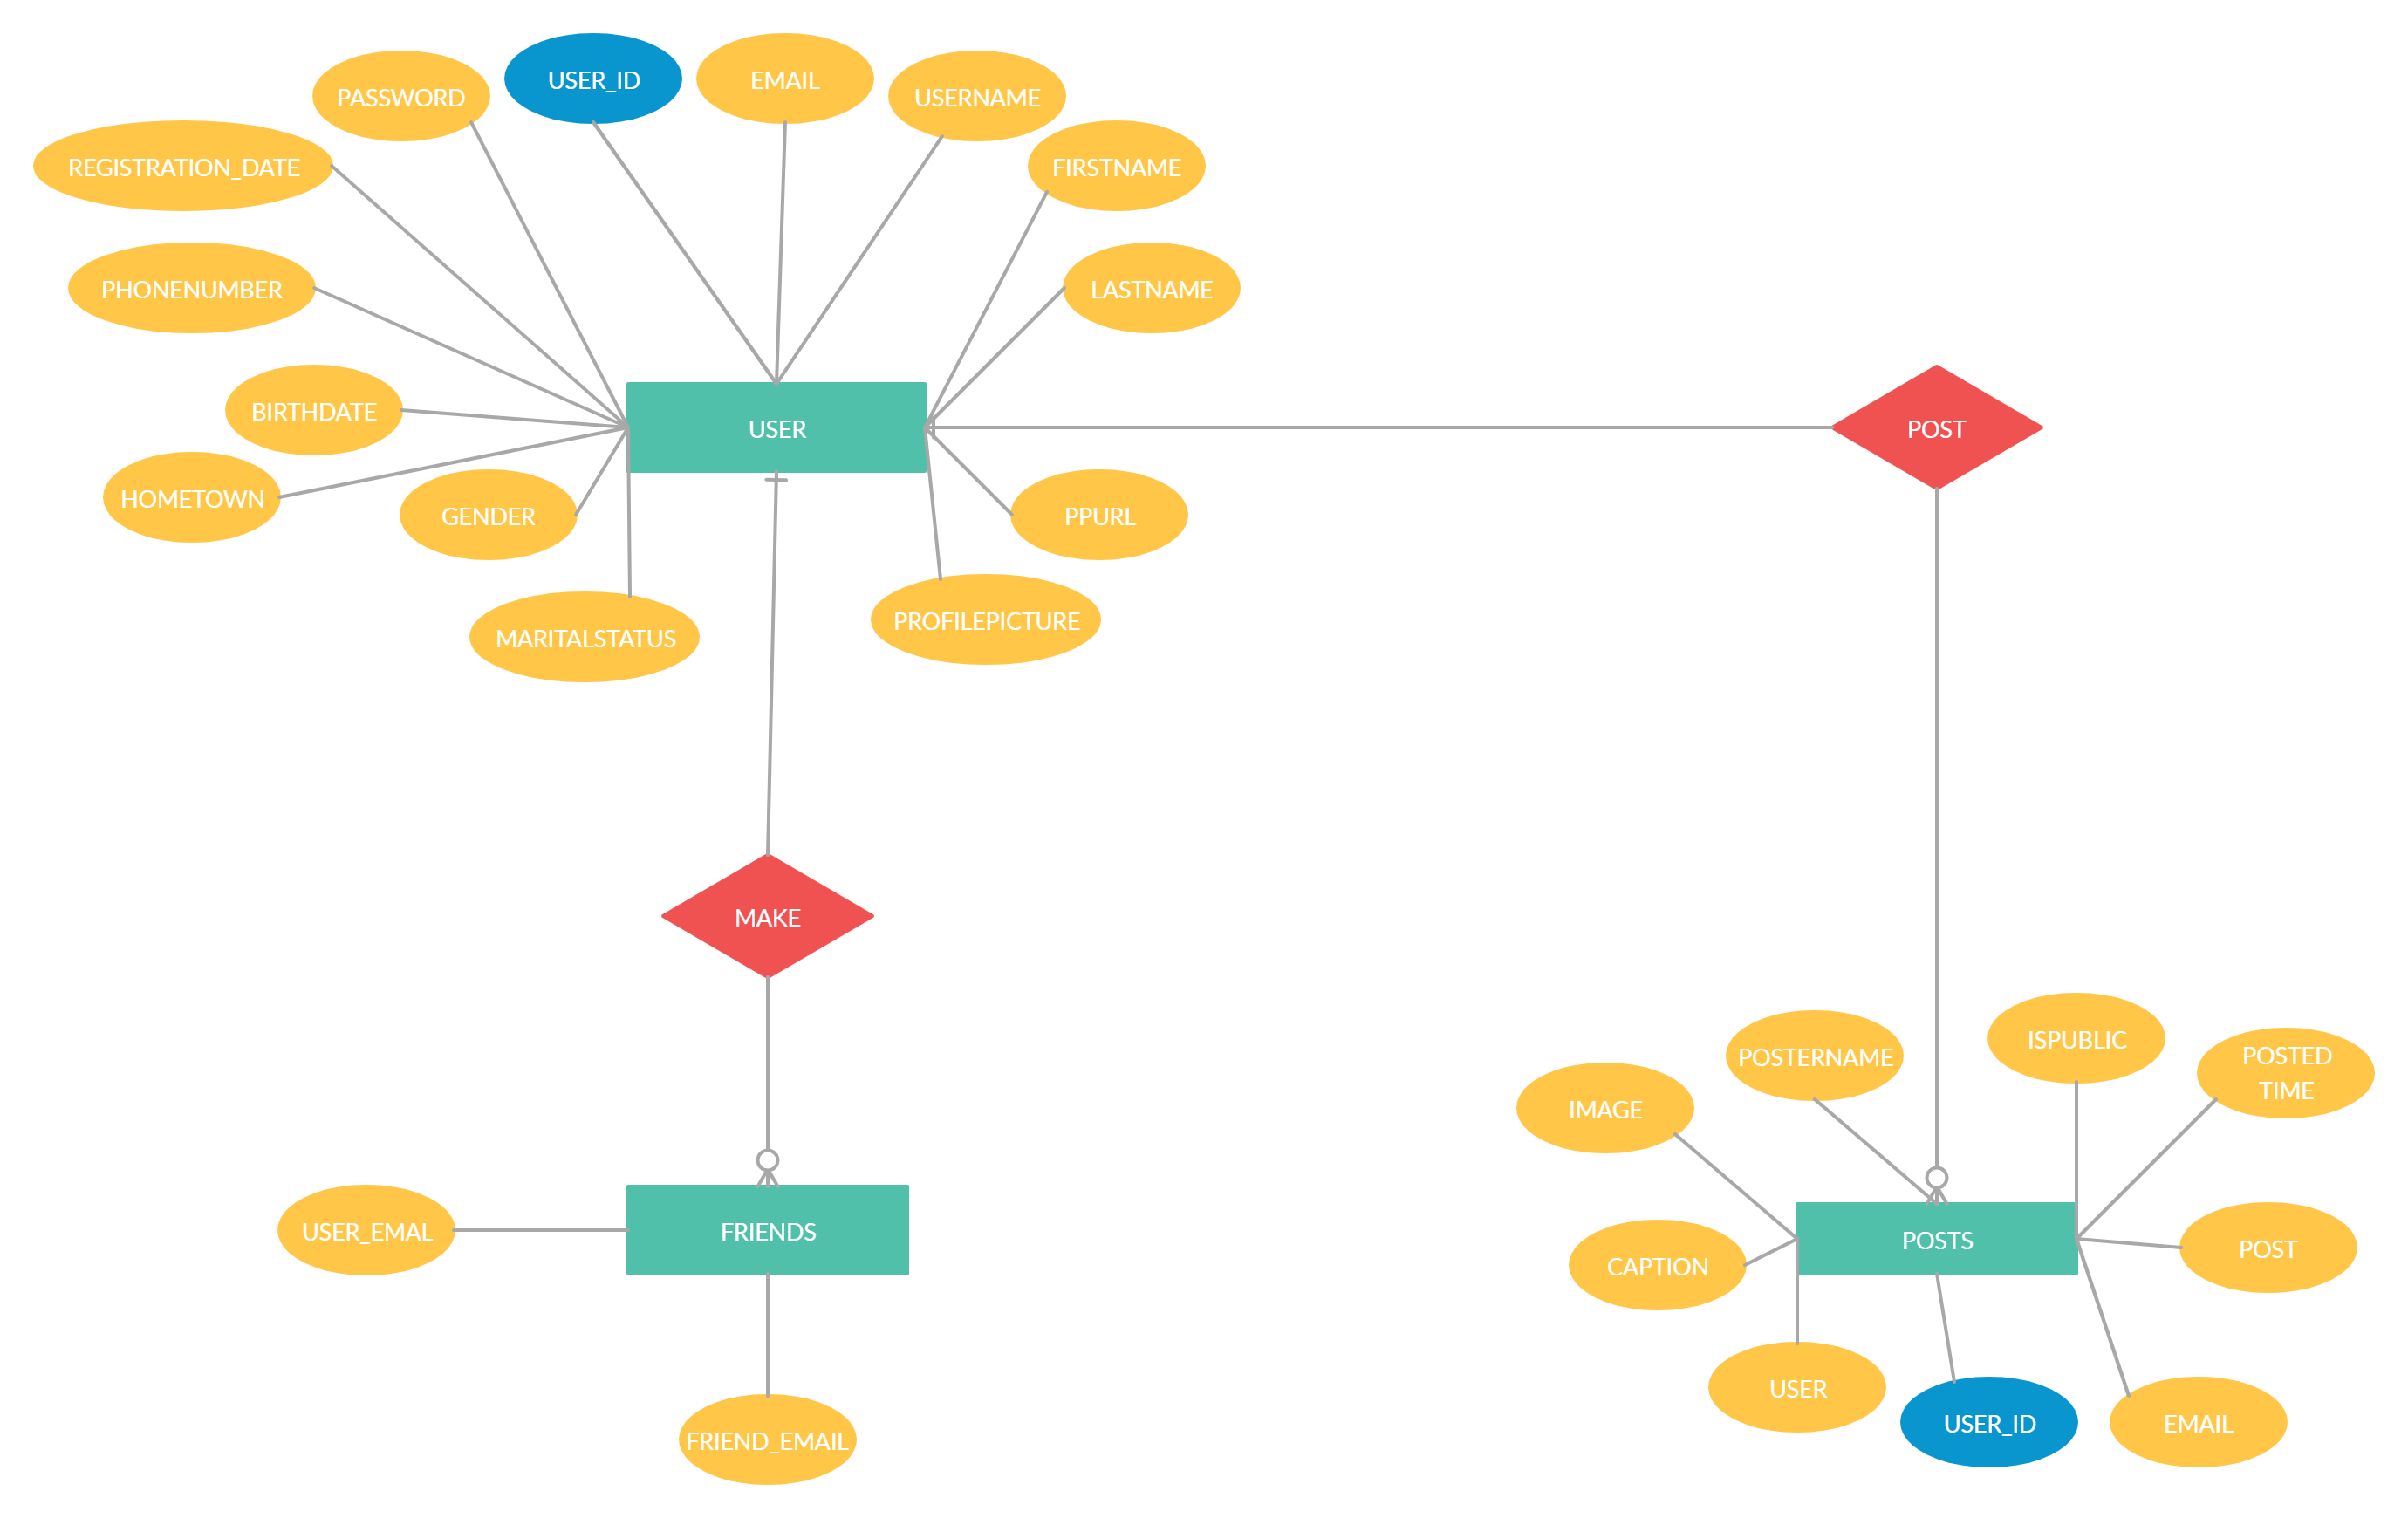 USER_ID
EMAIL
PASSWORD
USERNAME
REGISTRATION_DATE
FIRSTNAME
PHONENUMBER
LASTNAME
BIRTHDATE
USER
POST
HOMETOWN
GENDER
PPURL
MARITALSTATUS
PROFILEPICTURE
MAKE
ISPUBLIC
POSTERNAME
POSTED
TIME
IMAGE
USER_EMAL
FRIENDS
POSTS
POST
CAPTION
USER
USER_ID
EMAIL
FRIEND_EMAIL